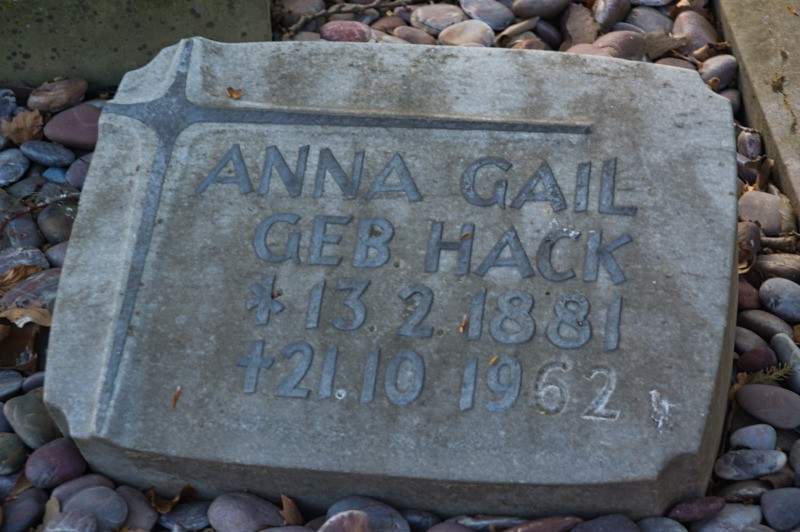 ANNA GAIL
GEB HACK
* 13 2 1881
† 21.10 1962